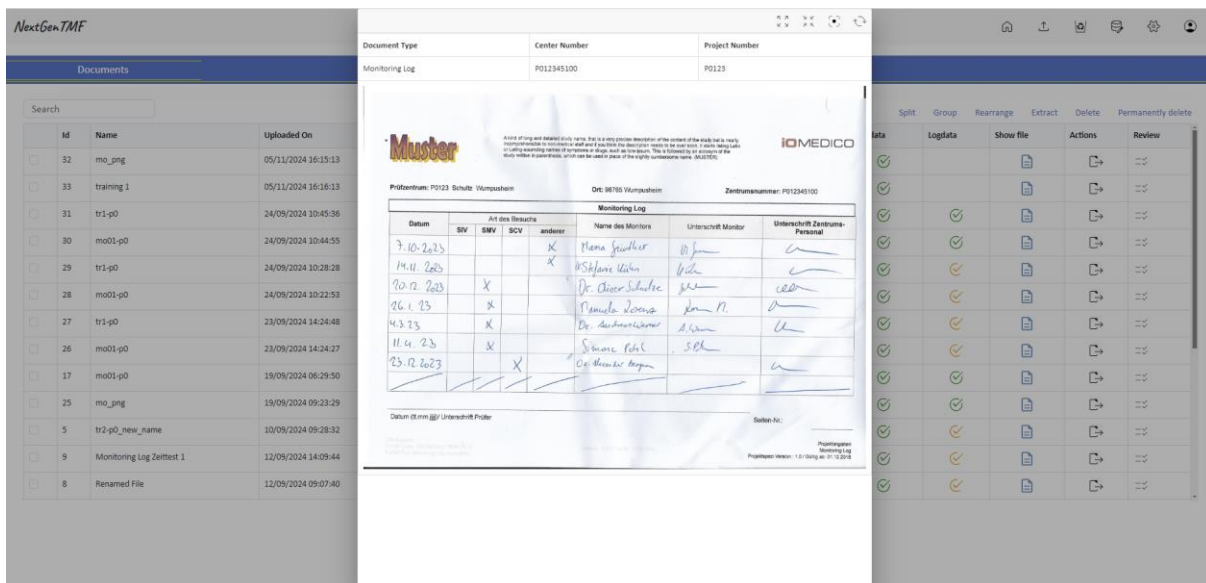 NextGenTMF
Document Type Center Number Project Number
Monitoring Log P012345100 P0123
Documents
Search
Split Group Rearrange Extract Delete Permanently delete
Id Name Uploaded On Logdata Show file Actions Review
32 mo_png 05/11/2024 16:15:13
33 training 1 05/11/2024 16:16:13
31 tr1-p0 24/09/2024 10:45:36
30 mo01-p0 24/09/2024 10:44:55
29 tr1-p0 24/09/2024 10:28:28
28 mo01-p0 24/09/2024 10:22:53
27 tr1-p0 23/09/2024 14:24:48
26 mo01-p0 23/09/2024 14:24:27
17 mo01-p0 19/09/2024 06:29:50
25 mo_png 19/09/2024 09:23:29
5 tr2-p0_new_name 10/09/2024 09:28:32
9 Monitoring Log Zeittest 1 12/09/2024 14:09:44
8 Renamed File 12/09/2024 09:07:40
Muster
iOMEDICO
Prüfzentrum: P0123 Schultz Wumpusheim Ort: 98765 Wumpusheim Zentrumsnummer: P012345100
Monitoring Log
Datum Art des Besuchs Name des Monitors Unterschrift Monitor Unterschrift Zentrums-Personal
SIV SMV SCV anderer
7.10.2023 X
14.11.2023 X
20.12.2023 X Dr. Oliver Schulze
26.1.23 X Manuela
4.3.23 X Dr.
11.4.23 X Simone Pohl
23.12.2023 X
Datum (tt.mm.jjjj)/ Unterschrift Prüfer: Seiten-Nr.:
Projektangaben
Monitoring Log